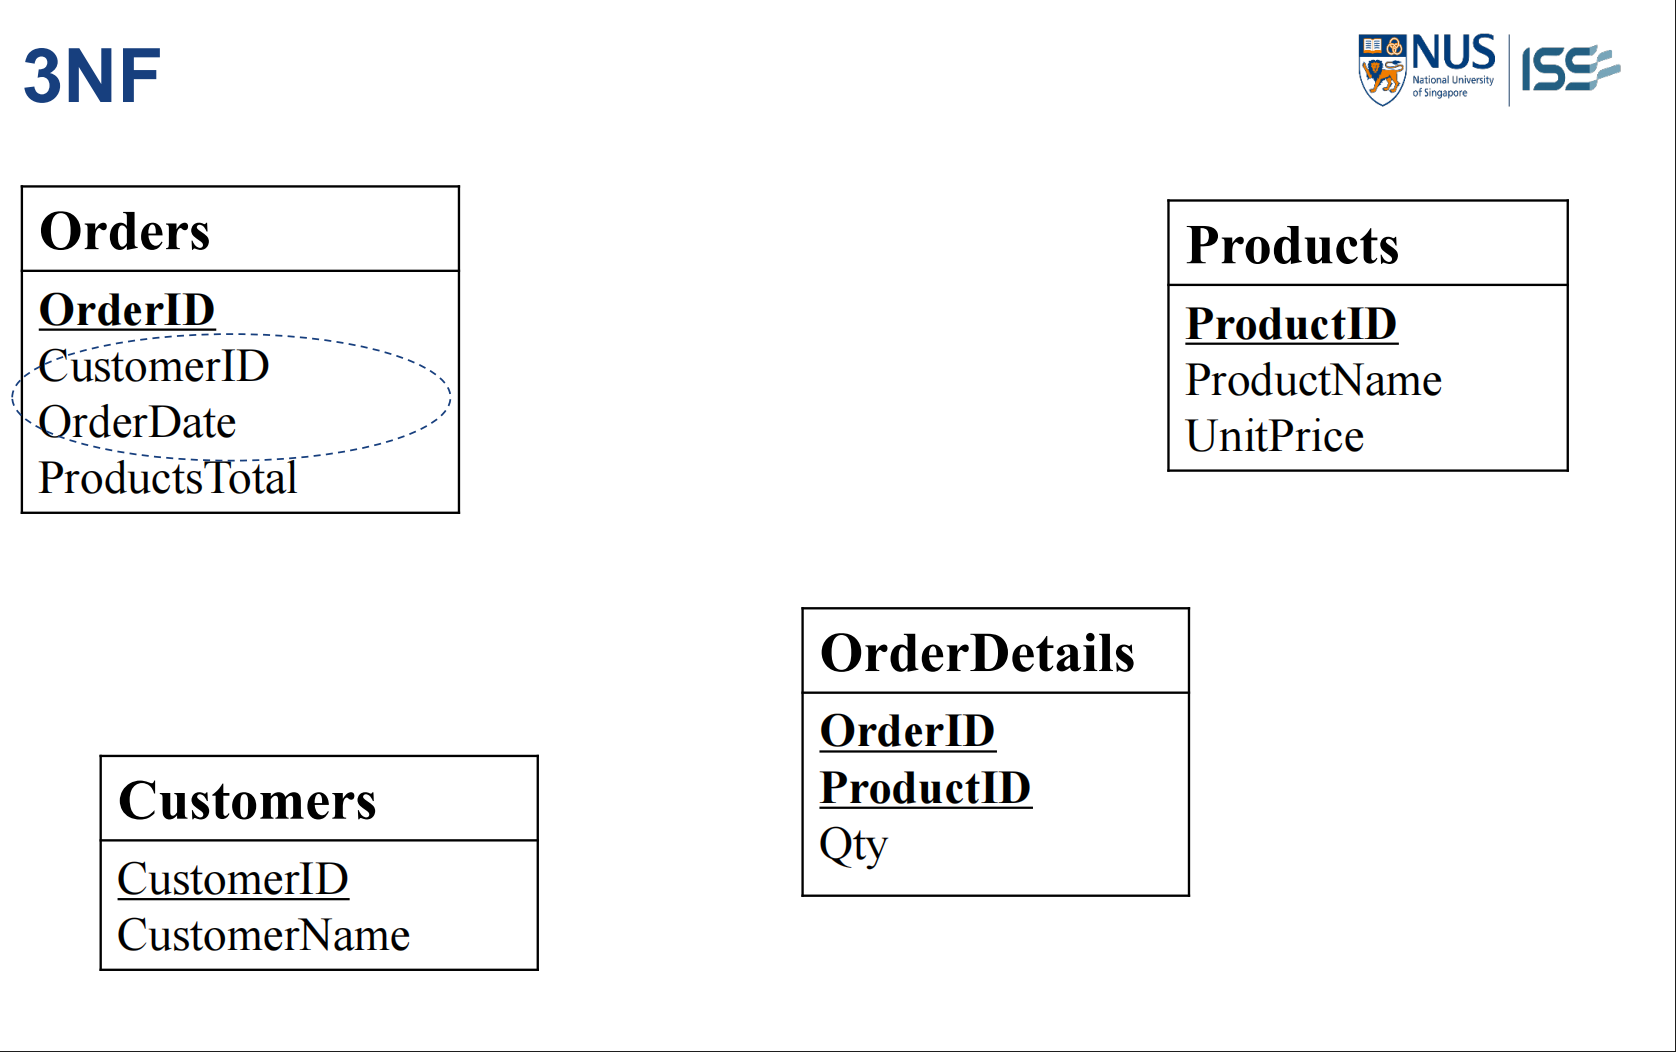 3NF
NUS
National University
of Singapore
ISS
Orders
OrderID
CustomerID
OrderDate
ProductsTotal
Products
ProductID
ProductName
UnitPrice
OrderDetails
OrderID
ProductID
Qty
Customers
CustomerID
CustomerName